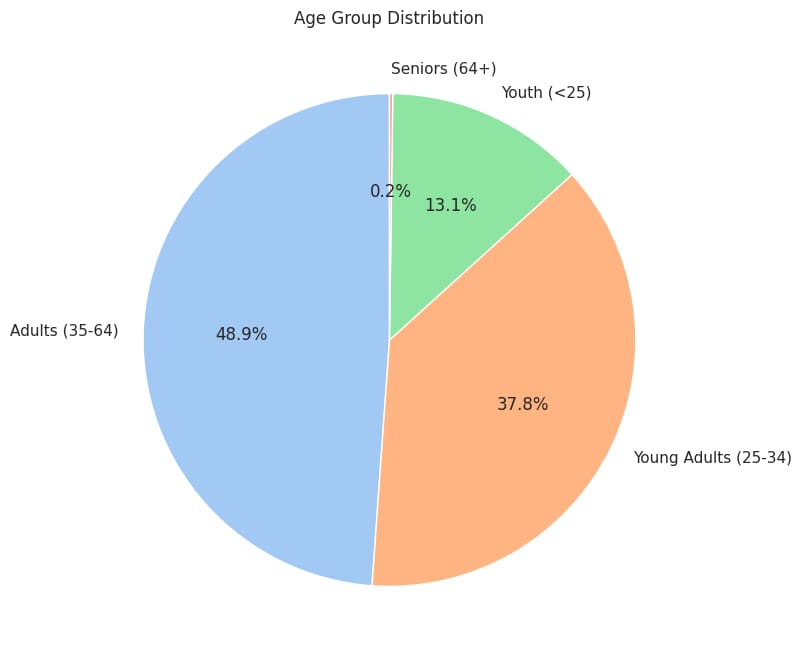 Age Group Distribution
Seniors (64+)
Youth (<25)
0.2%
13.1%
Adults (35-64)
48.9%
37.8%
Young Adults (25-34)